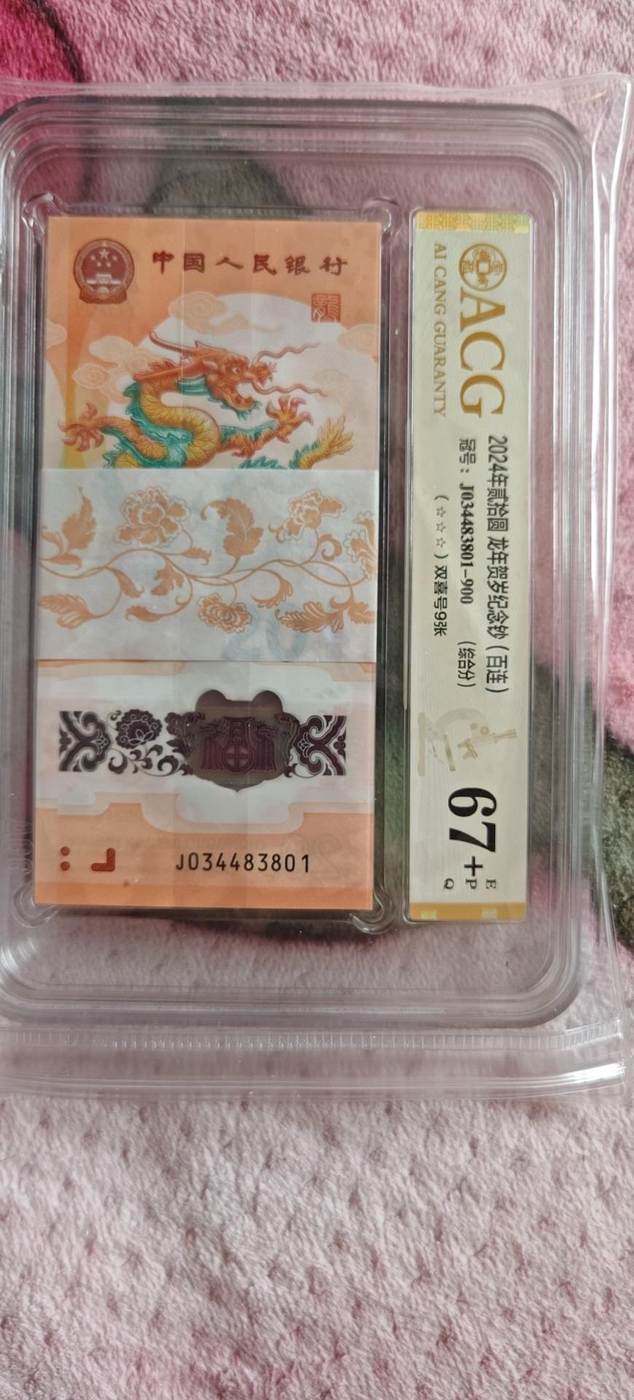 中国人民银行
J034483801
ACG
AI CANG GUARANTY
2024年贰拾圆 龙年贺岁纪念钞（百连）
冠号：J034483801-900 （综合分）
（☆☆☆）双喜号9张
67+
E
P
Q